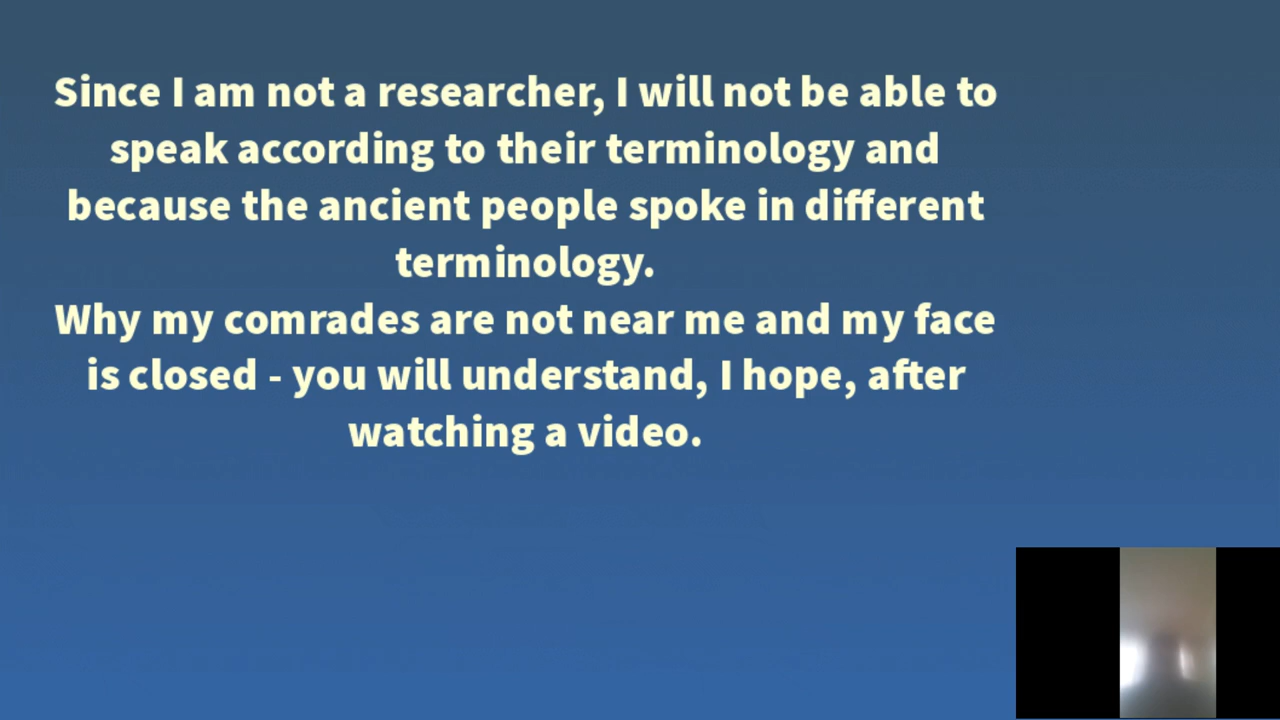 Since I am not a researcher, I will not be able to
speak according to their terminology and
because the ancient people spoke in different
terminology.
Why my comrades are not near me and my face
is closed - you will understand, I hope, after
watching a video.